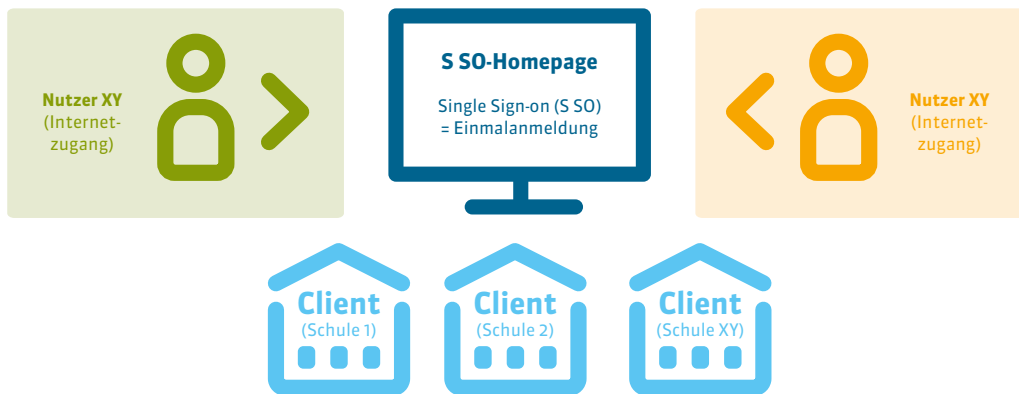 Nutzer XY
(Internet-
zugang)
S SO-Homepage
Single Sign-on (S SO)
= Einmalanmeldung
Nutzer XY
(Internet-
zugang)
Client
(Schule 1)
Client
(Schule 2)
Client
(Schule XY)